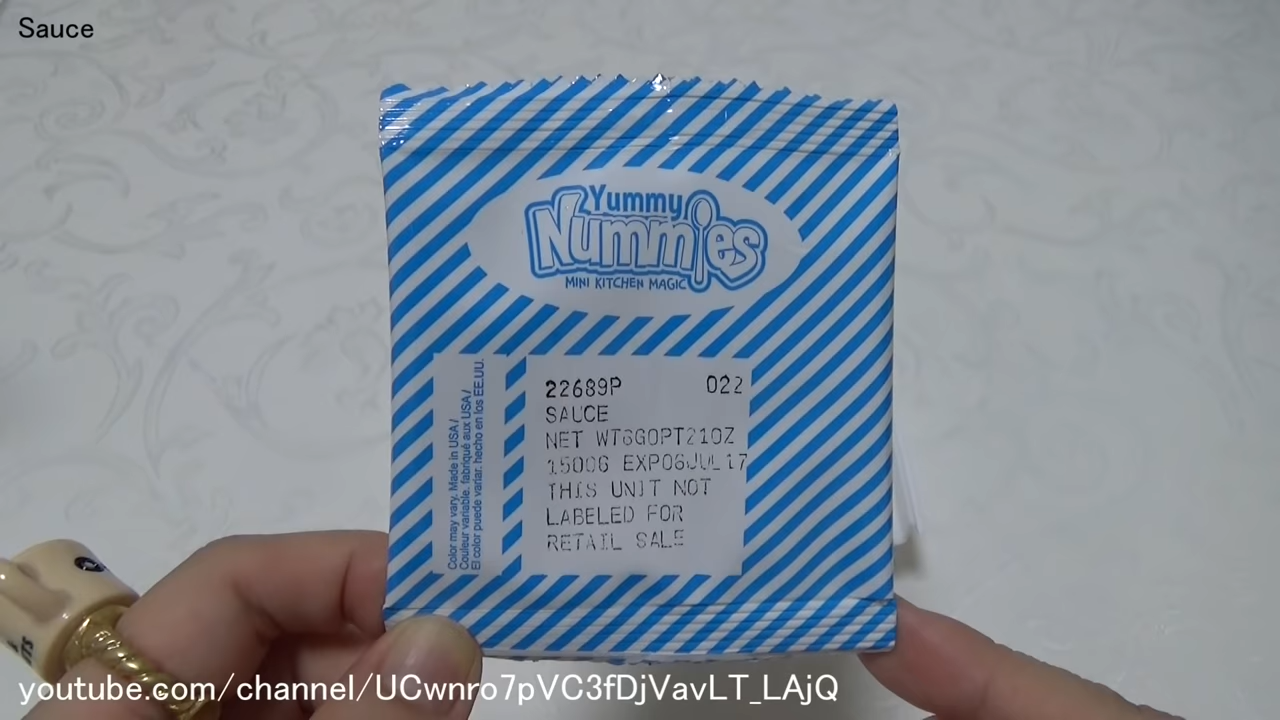 Sauce
Yummy
Nummies
MINI KITCHEN MAGIC
Color may vary. Made in USA /
Couleur variable, fabriqué aux USA /
El color puede variar, hecho en los EE.UU.
22689P 022
SAUCE
NET WT6G0PT21OZ
1500G EXP06JUL17
THIS UNIT NOT
LABELED FOR
RETAIL SALE
youtube.com/channel/UCwnro7pVC3fDjVavLT_LAjQ